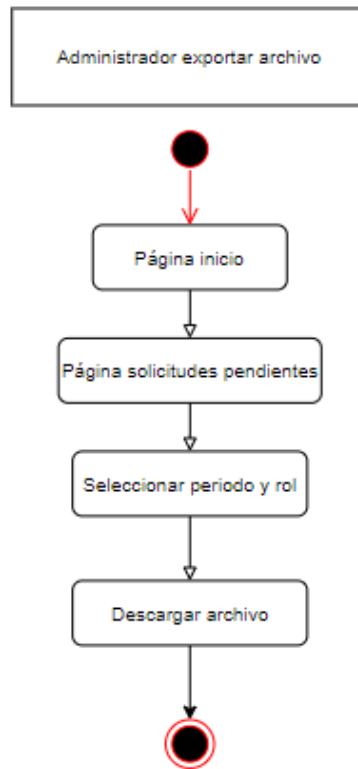 Administrador exportar archivo
Página inicio
Página solicitudes pendientes
Seleccionar periodo y rol
Descargar archivo